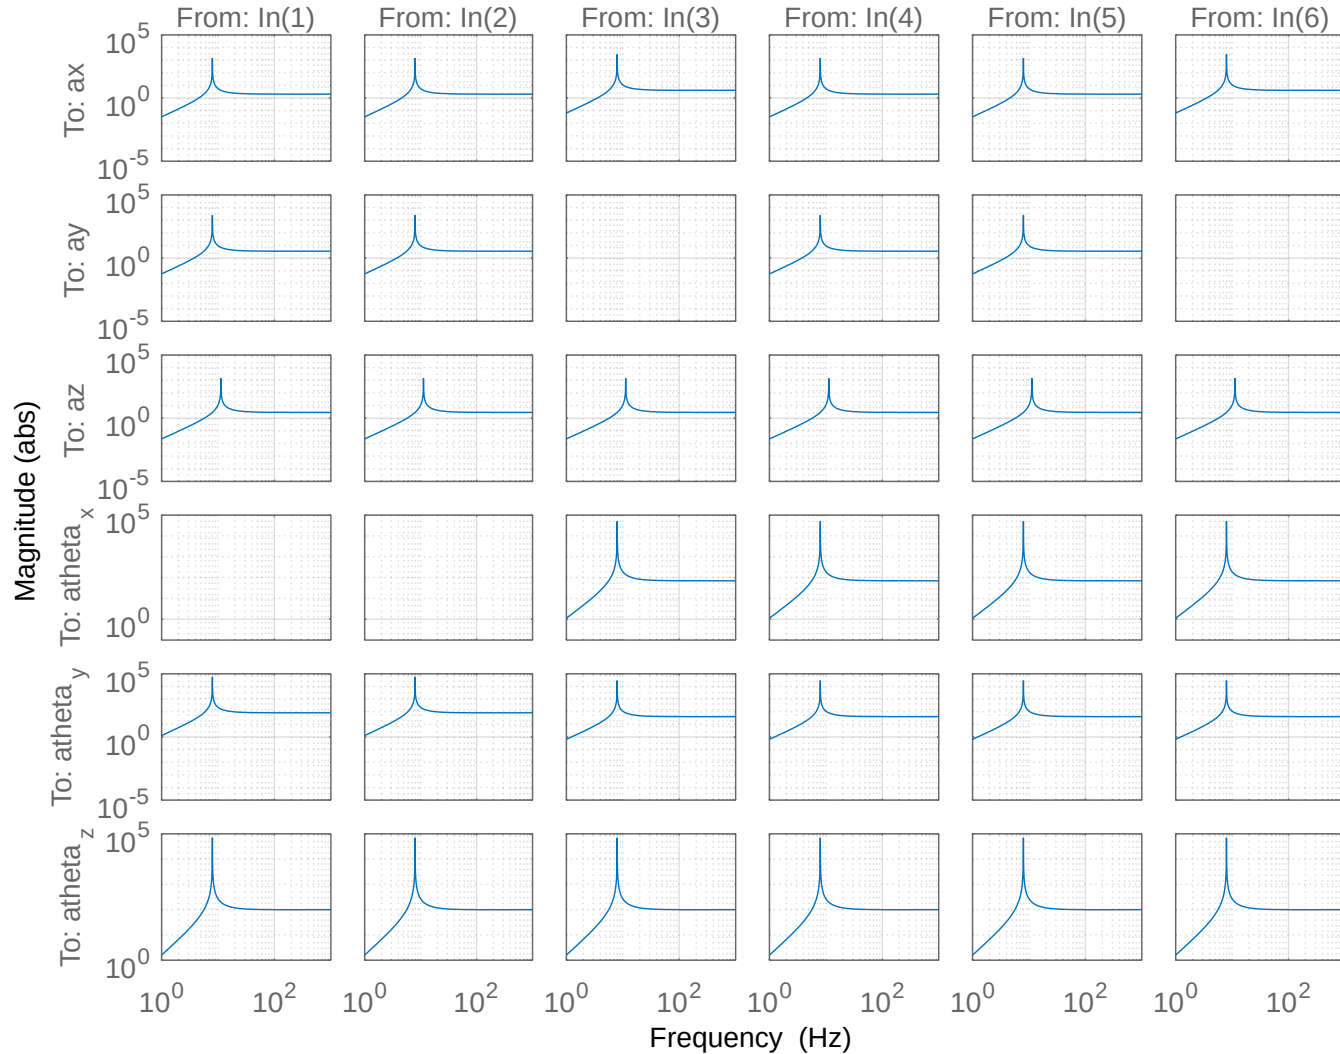 From: In(1) From: In(2) From: In(3) From: In(4) From: In(5) From: In(6)
10^5
10^0
10^-5
To: ax
10^5
10^0
10^-5
To: ay
10^5
10^0
10^-5
To: az
10^5
10^0
To: atheta_x
10^5
10^0
10^-5
To: atheta_y
10^5
10^0
To: atheta_z
Magnitude (abs)
10^0 10^2 10^0 10^2 10^0 10^2 10^0 10^2 10^0 10^2 10^0 10^2
Frequency (Hz)